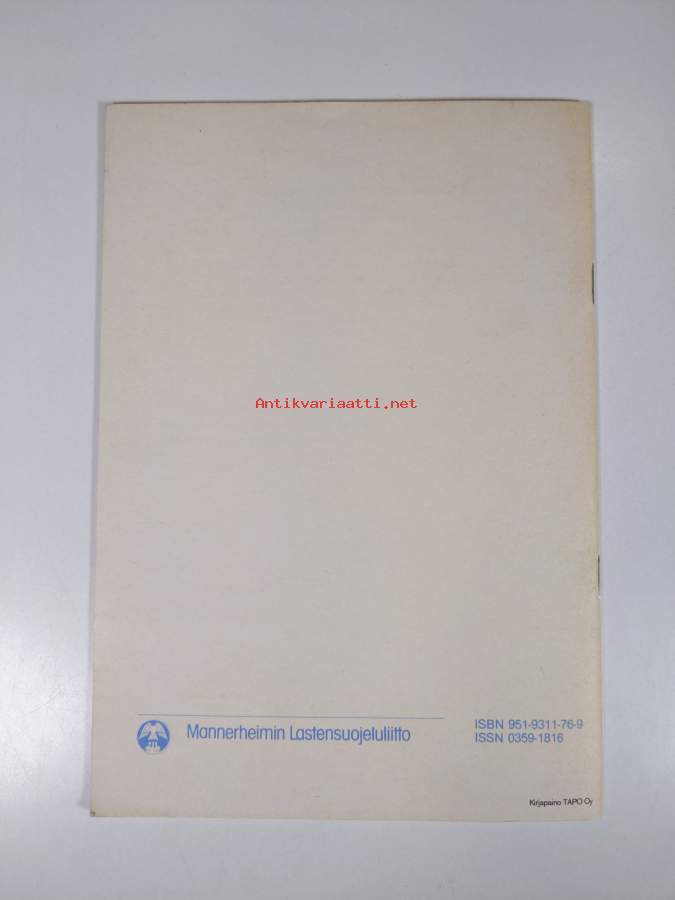 Antikvariaatti.net
Mannerheimin Lastensuojeluliitto
ISBN 951-9311-76-9
ISSN 0359-1816
Kirjapaino TAPO Oy